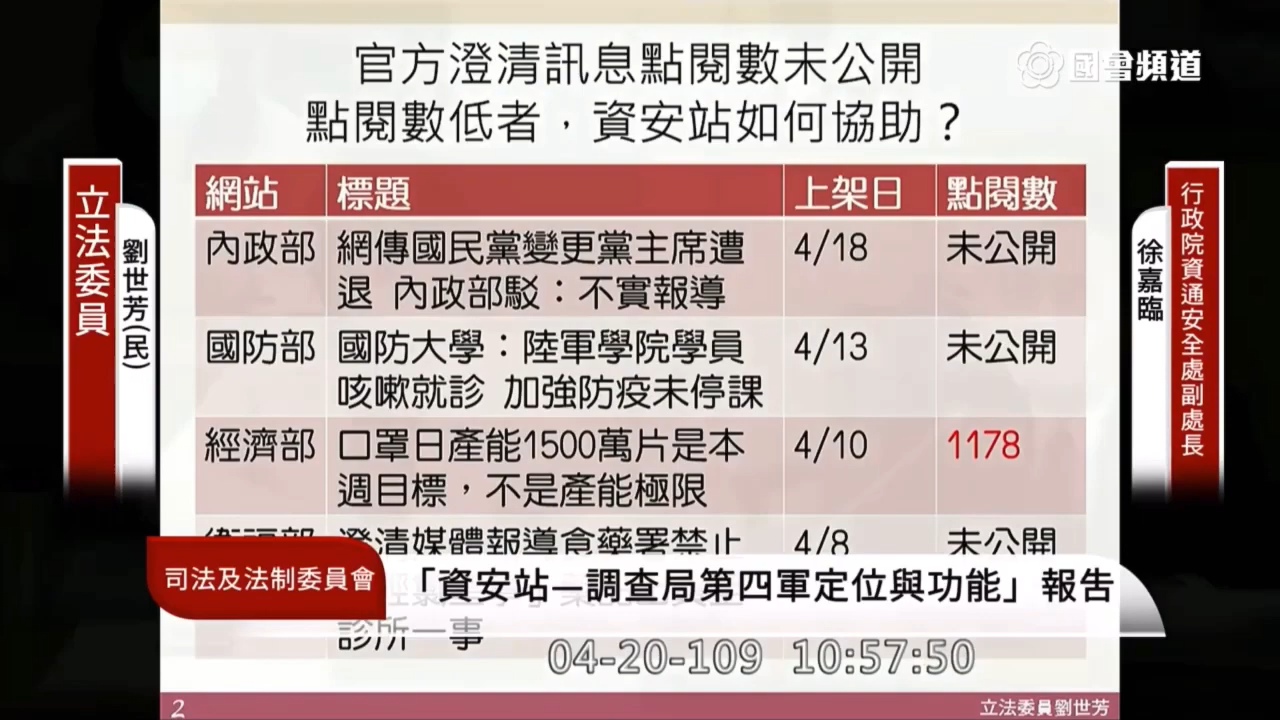 官方澄清訊息點閱數未公開
點閱數低者，資安站如何協助？
國會頻道
立法委員
劉世芳(民)
行政院資通安全處副處長
徐嘉臨
網站 標題 上架日 點閱數
內政部 網傳國民黨變更黨主席遭 4/18 未公開
退 內政部駁：不實報導
國防部 國防大學：陸軍學院學員 4/13 未公開
咳嗽就診 加強防疫未停課
經濟部 口罩日產能1500萬片是本 4/10 1178
週目標，不是產能極限
衛福部 澄清媒體報導食藥署禁止 4/8 未公開
診所一事
司法及法制委員會
「資安站—調查局第四軍定位與功能」報告
04-20-109 10:57:50
2
立法委員劉世芳